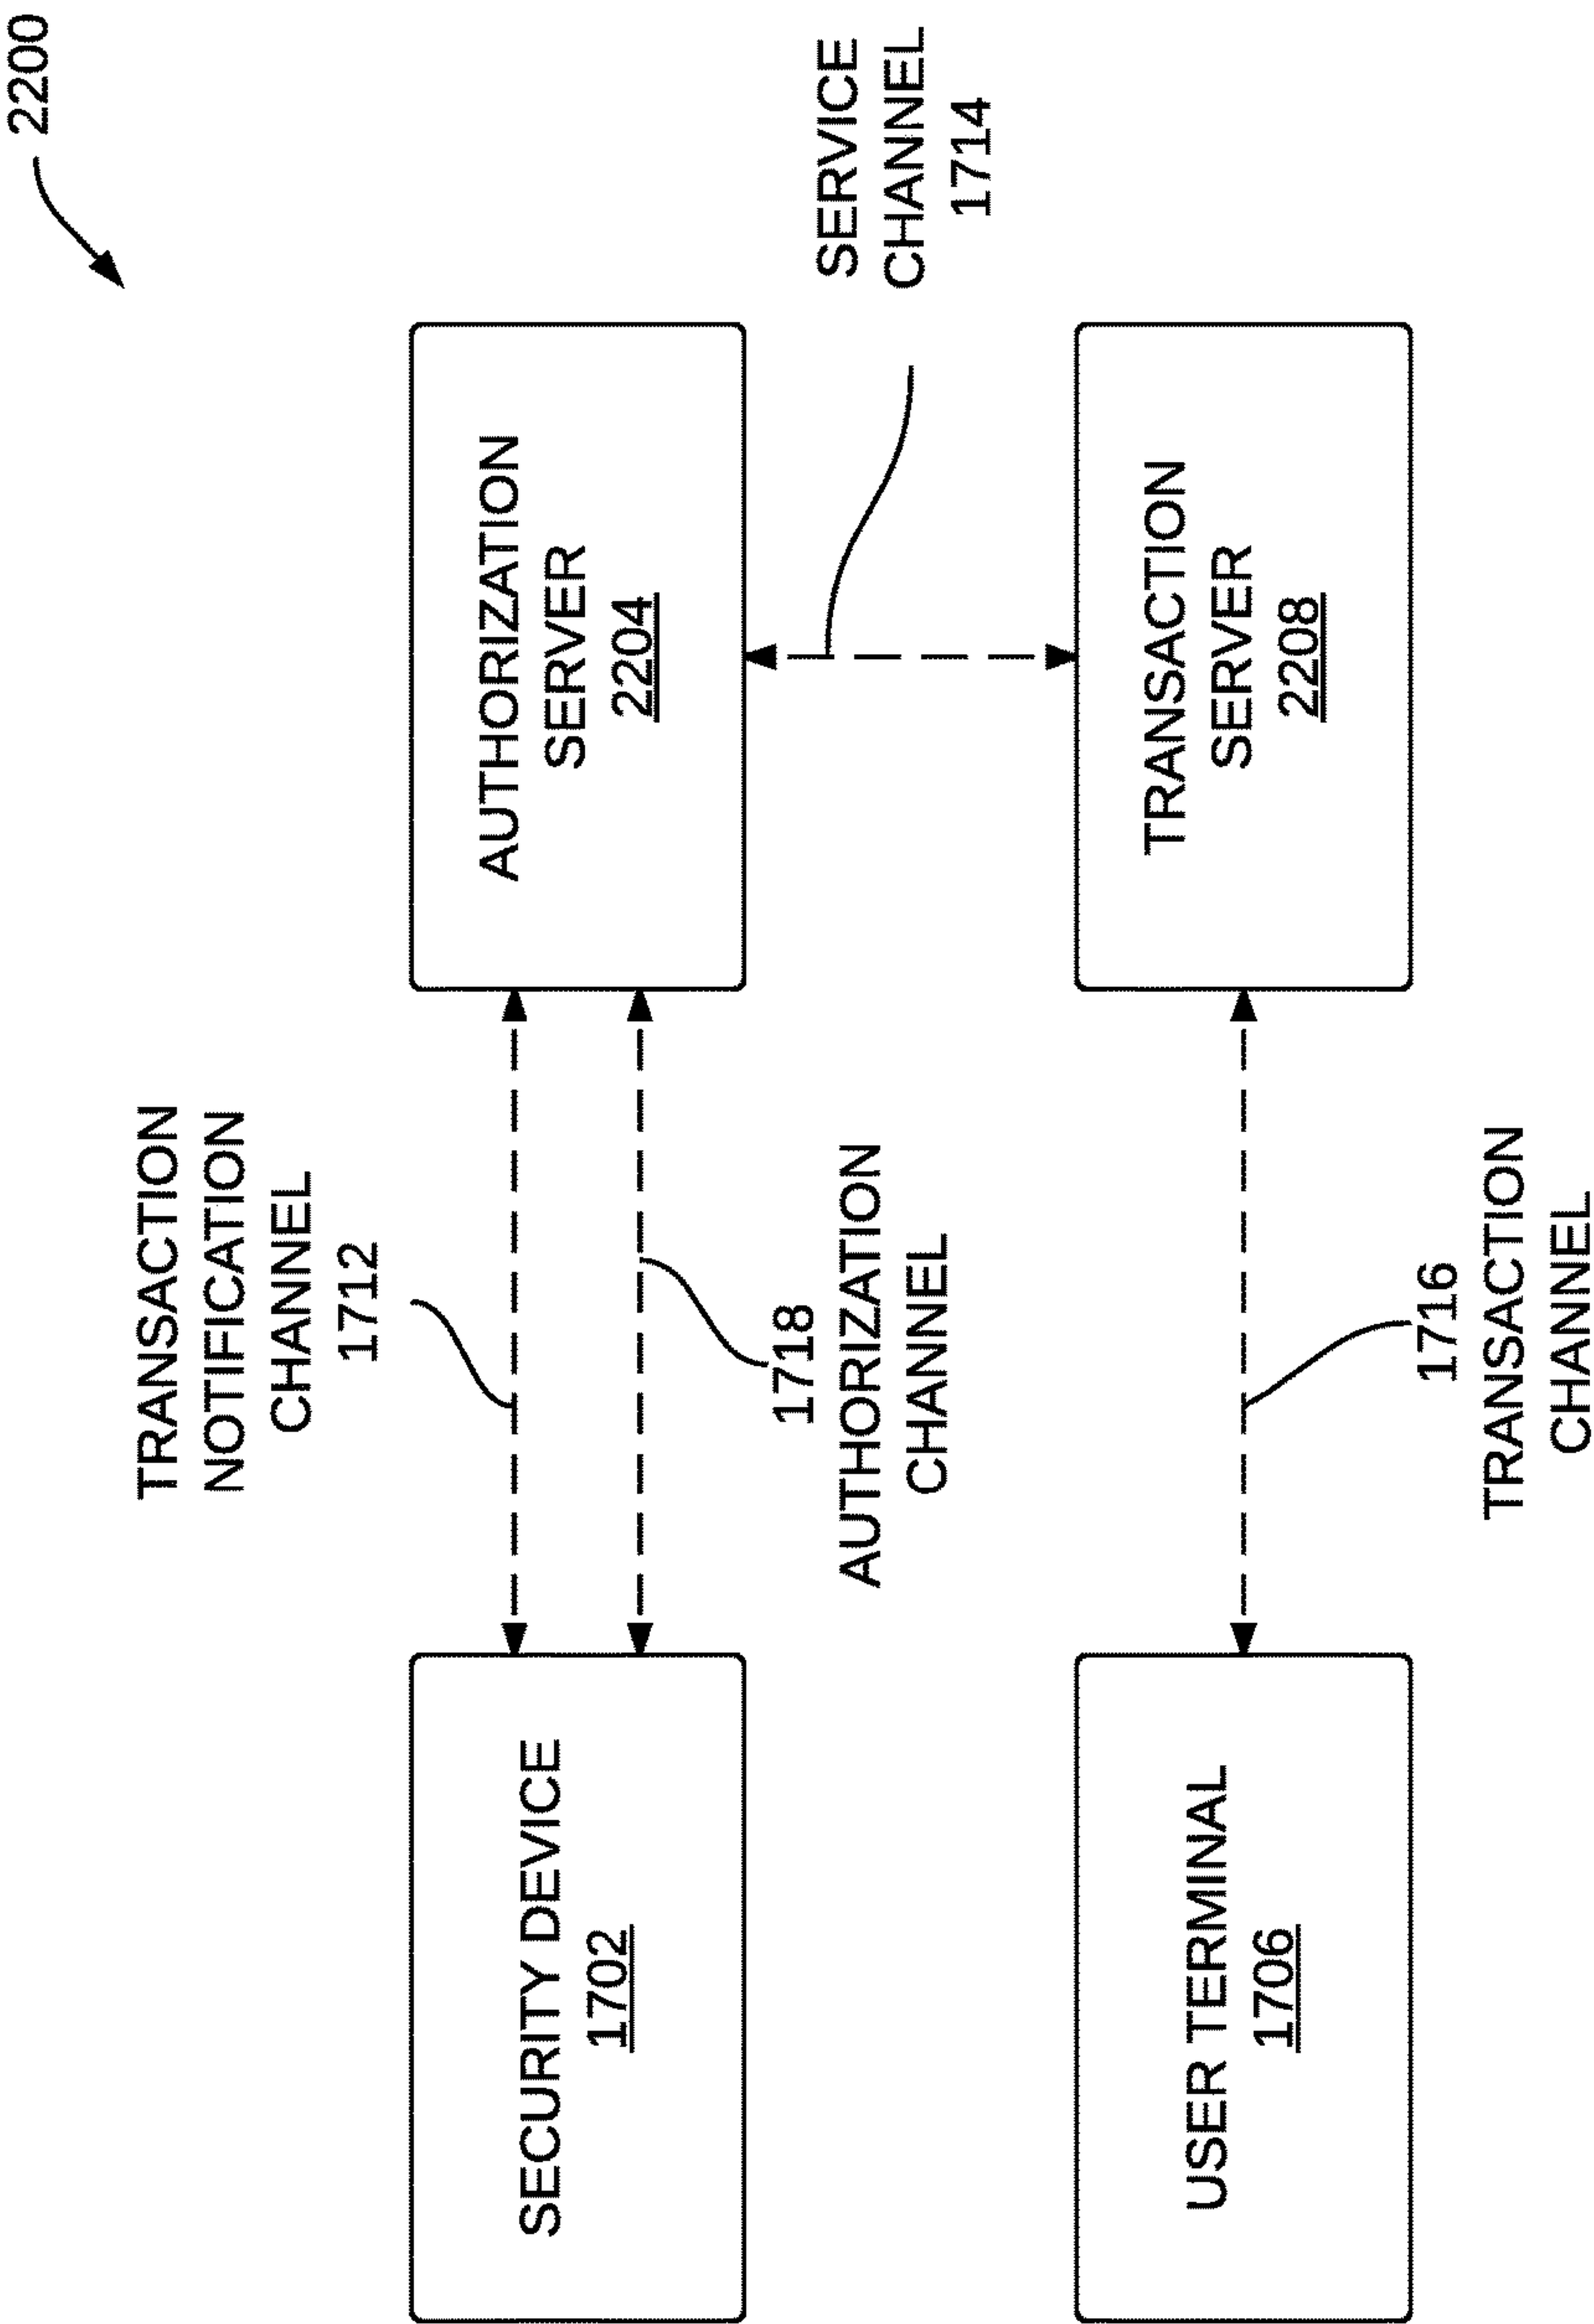 2200
TRANSACTION
NOTIFICATION
CHANNEL
1712
SECURITY DEVICE
1702
AUTHORIZATION
SERVER
2204
1718
AUTHORIZATION
CHANNEL
SERVICE
CHANNEL
1714
USER TERMINAL
1706
TRANSACTION
SERVER
2208
1716
TRANSACTION
CHANNEL